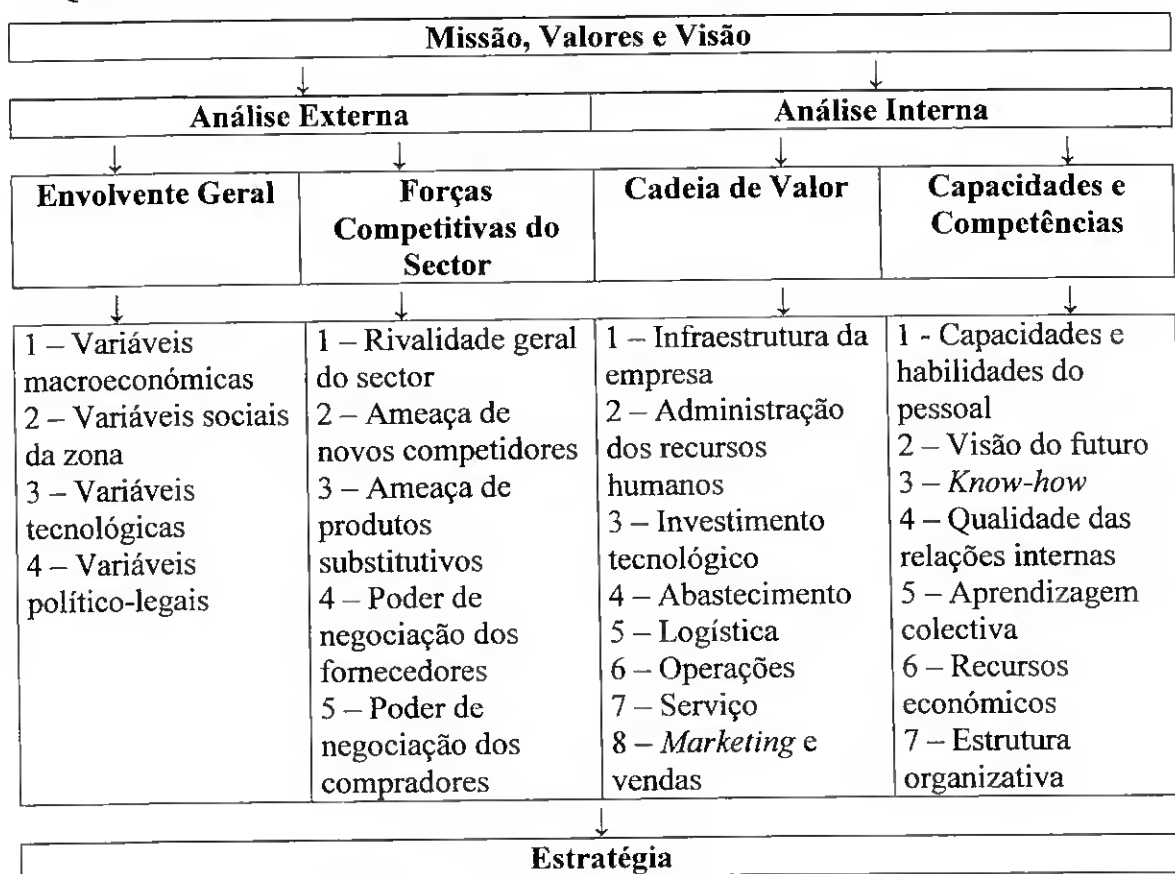 Missão, Valores e Visão
Análise Externa
Análise Interna
Envolvente Geral
Forças
Competitivas do
Sector
Cadeia de Valor
Capacidades e
Competências
1 – Variáveis
macroeconómicas
2 – Variáveis sociais
da zona
3 – Variáveis
tecnológicas
4 – Variáveis
político-legais
1 – Rivalidade geral
do sector
2 – Ameaça de
novos competidores
3 – Ameaça de
produtos
substitutivos
4 – Poder de
negociação dos
fornecedores
5 – Poder de
negociação dos
compradores
1 – Infraestrutura da
empresa
2 – Administração
dos recursos
humanos
3 – Investimento
tecnológico
4 – Abastecimento
5 – Logística
6 – Operações
7 – Serviço
8 – Marketing e
vendas
1 - Capacidades e
habilidades do
pessoal
2 – Visão do futuro
3 – Know-how
4 – Qualidade das
relações internas
5 – Aprendizagem
colectiva
6 – Recursos
económicos
7 – Estrutura
organizativa
Estratégia